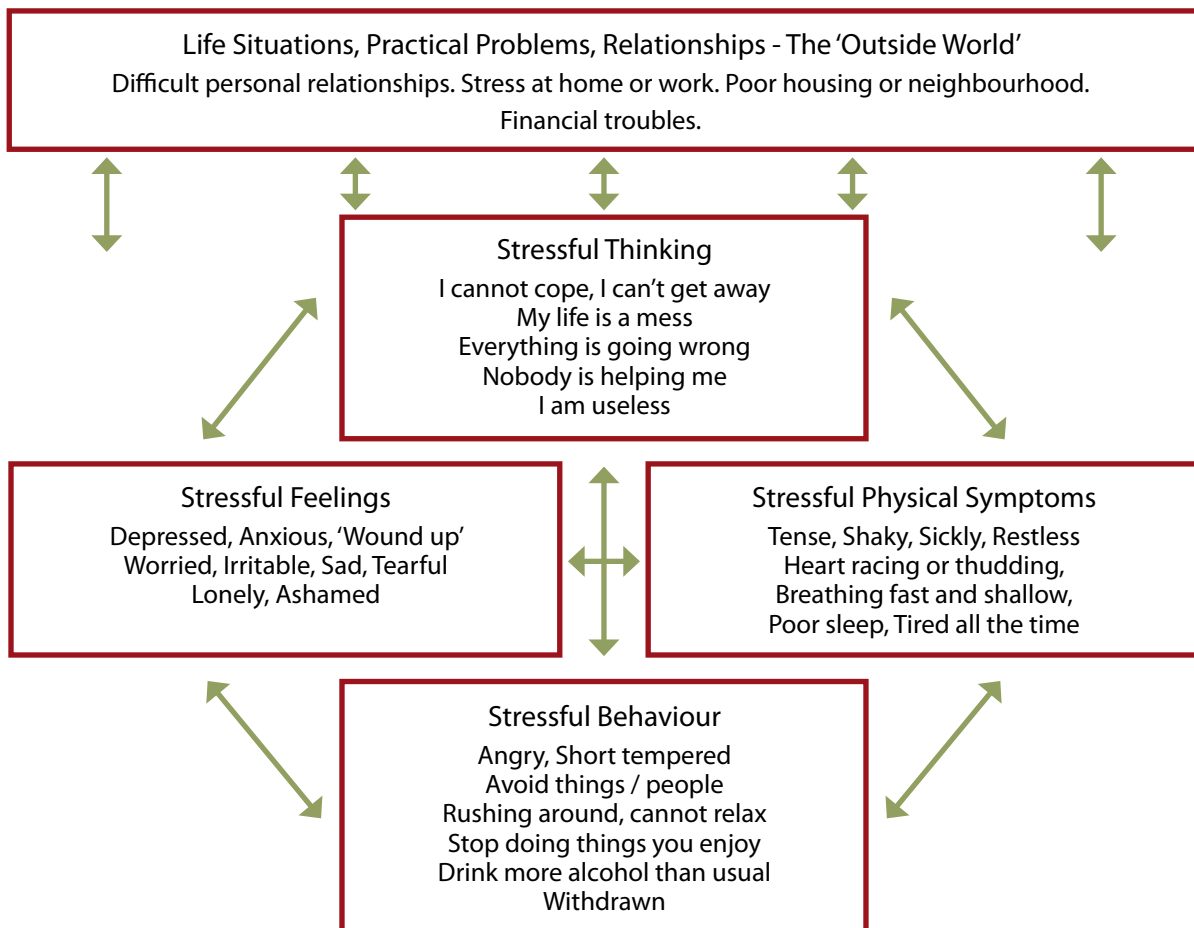 Life Situations, Practical Problems, Relationships - The ‘Outside World’
Difficult personal relationships. Stress at home or work. Poor housing or neighbourhood.
Financial troubles.
Stressful Thinking
I cannot cope, I can’t get away
My life is a mess
Everything is going wrong
Nobody is helping me
I am useless
Stressful Feelings
Depressed, Anxious, ‘Wound up’
Worried, Irritable, Sad, Tearful
Lonely, Ashamed
Stressful Physical Symptoms
Tense, Shaky, Sickly, Restless
Heart racing or thudding,
Breathing fast and shallow,
Poor sleep, Tired all the time
Stressful Behaviour
Angry, Short tempered
Avoid things / people
Rushing around, cannot relax
Stop doing things you enjoy
Drink more alcohol than usual
Withdrawn